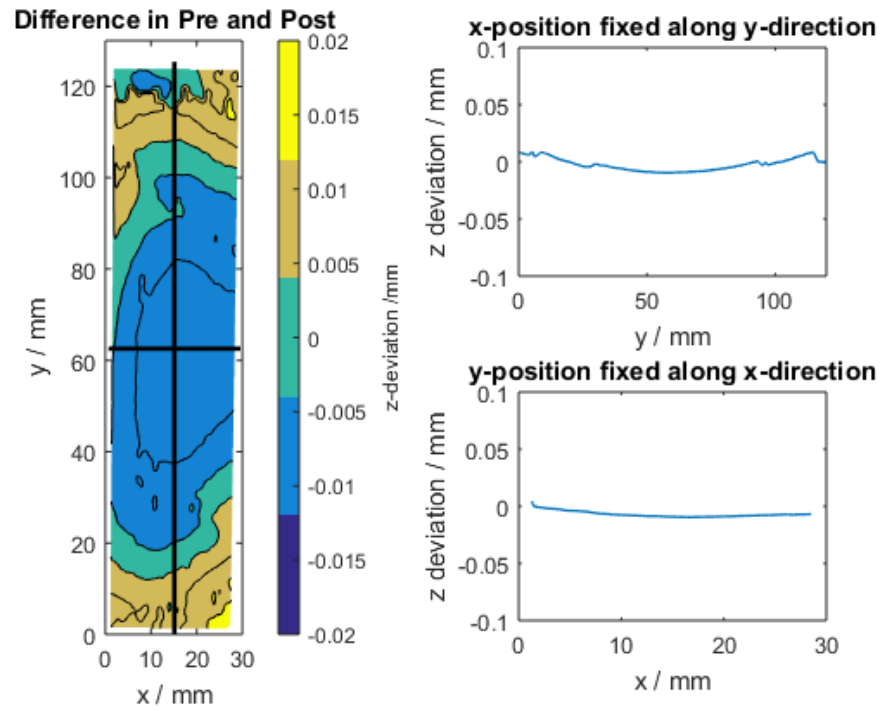 Difference in Pre and Post
y / mm
120
100
80
60
40
20
0
0 10 20 30
x / mm
0.02
0.015
0.01
0.005
0
-0.005
-0.01
-0.015
-0.02
z-deviation /mm
x-position fixed along y-direction
z deviation / mm
0.1
0.05
0
-0.05
-0.1
0 50 100
y / mm
y-position fixed along x-direction
z deviation / mm
0.1
0.05
0
-0.05
-0.1
0 10 20 30
x / mm